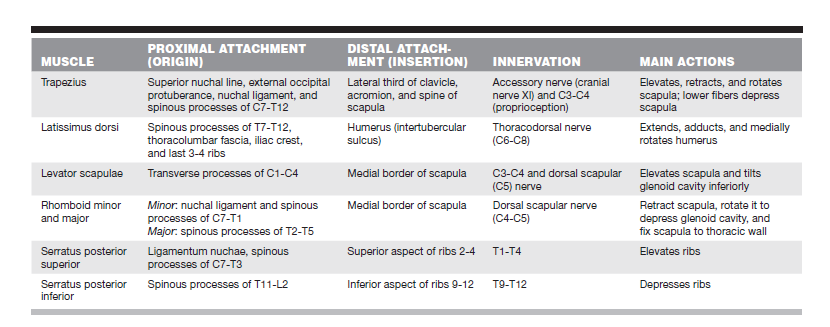 MUSCLE
PROXIMAL ATTACHMENT
(ORIGIN)
DISTAL ATTACH-
MENT (INSERTION)
INNERVATION
MAIN ACTIONS
Trapezius
Superior nuchal line, external occipital
protuberance, nuchal ligament, and
spinous processes of C7-T12
Lateral third of clavicle,
acromion, and spine of
scapula
Accessory nerve (cranial
nerve XI) and C3-C4
(proprioception)
Elevates, retracts, and rotates
scapula; lower fibers depress
scapula
Latissimus dorsi
Spinous processes of T7-T12,
thoracolumbar fascia, iliac crest,
and last 3-4 ribs
Humerus (intertubercular
sulcus)
Thoracodorsal nerve
(C6-C8)
Extends, adducts, and medially
rotates humerus
Levator scapulae
Transverse processes of C1-C4
Medial border of scapula
C3-C4 and dorsal scapular
(C5) nerve
Elevates scapula and tilts
glenoid cavity inferiorly
Rhomboid minor
and major
Minor: nuchal ligament and spinous
processes of C7-T1
Major: spinous processes of T2-T5
Medial border of scapula
Dorsal scapular nerve
(C4-C5)
Retract scapula, rotate it to
depress glenoid cavity, and
fix scapula to thoracic wall
Serratus posterior
superior
Ligamentum nuchae, spinous
processes of C7-T3
Superior aspect of ribs 2-4
T1-T4
Elevates ribs
Serratus posterior
inferior
Spinous processes of T11-L2
Inferior aspect of ribs 9-12
T9-T12
Depresses ribs